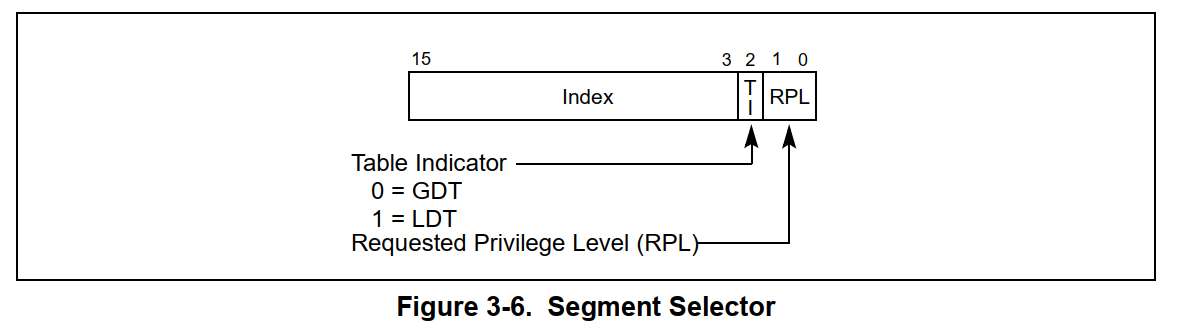 15 3 2 1 0
Index TI RPL
Table Indicator
0 = GDT
1 = LDT
Requested Privilege Level (RPL)
Figure 3-6. Segment Selector